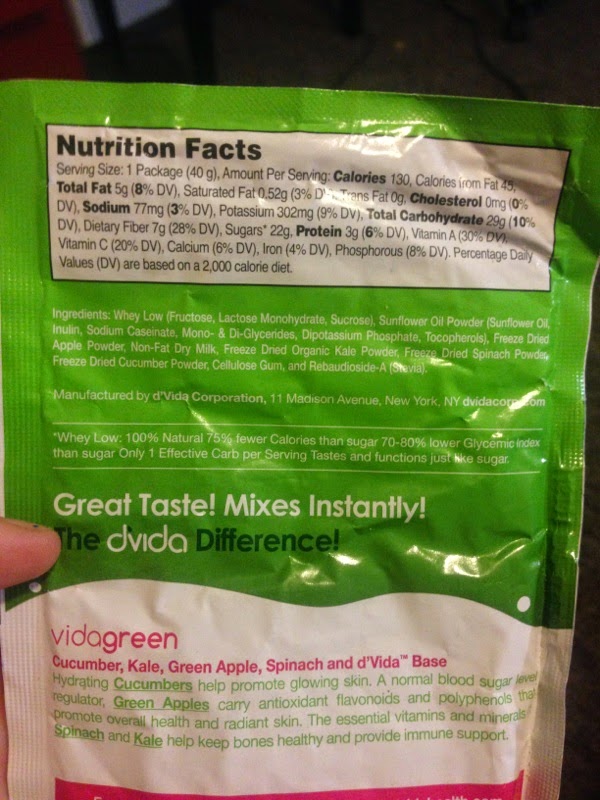 Nutrition Facts
Serving Size: 1 Package (40 g), Amount Per Serving: Calories 130, Calories from Fat 45,
Total Fat 5g (8% DV), Saturated Fat 0.52g (3% D Trans Fat 0g, Cholesterol 0mg (0%
DV), Sodium 77mg (3% DV), Potassium 302mg (9% DV), Total Carbohydrate 29g (10%
DV), Dietary Fiber 7g (28% DV), Sugars* 22g, Protein 3g (6% DV), Vitamin A (30% DV),
Vitamin C (20% DV), Calcium (6% DV), Iron (4% DV), Phosphorous (8% DV). Percentage Daily
Values (DV) are based on a 2,000 calorie diet.
Ingredients: Whey Low (Fructose, Lactose Monohydrate, Sucrose), Sunflower Oil Powder (Sunflower Oil,
Inulin, Sodium Caseinate, Mono- & Di-Glycerides, Dipotassium Phosphate, Tocopherols), Freeze Dried
Apple Powder, Non-Fat Dry Milk, Freeze Dried Organic Kale Powder, Freeze Dried Spinach Powder,
Freeze Dried Cucumber Powder, Cellulose Gum, and Rebaudioside-A (Stevia).
Manufactured by d'Vida Corporation, 11 Madison Avenue, New York, NY dvidacorp.com
*Whey Low: 100% Natural 75% fewer Calories than sugar 70-80% lower Glycemic Index
than sugar Only 1 Effective Carb per Serving Tastes and functions just like sugar.
Great Taste! Mixes Instantly!
The dvida Difference!
vidagreen
Cucumber, Kale, Green Apple, Spinach and d'Vida™ Base
Hydrating Cucumbers help promote glowing skin. A normal blood sugar level
regulator, Green Apples carry antioxidant flavonoids and polyphenols that
promote overall health and radiant skin. The essential vitamins and minerals
Spinach and Kale help keep bones healthy and provide immune support.